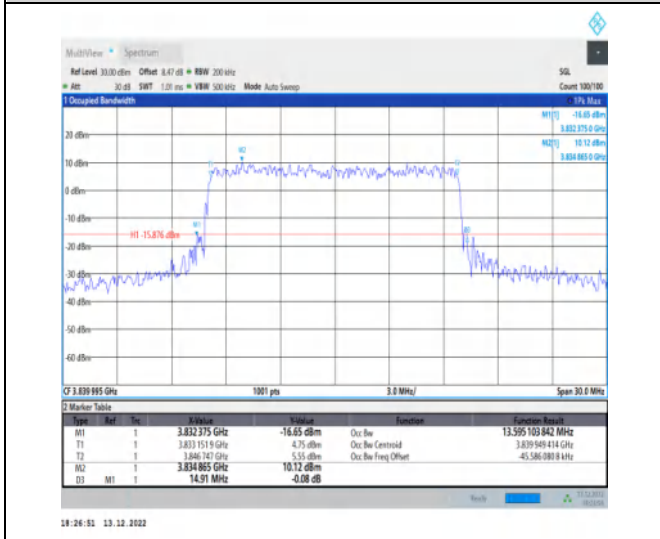 MultiView Spectrum
Ref Level 30.00 dBm Offset 8.47 dB RBW 200 kHz SGL
Att 30 dB SWT 1.01 ms VBW 500 kHz Mode Auto Sweep Count 100/100
1 Occupied Bandwidth 1Pk Max
M1[1] -16.65 dBm
3.832 375 0 GHz
M2[1] 10.12 dBm
3.834 865 0 GHz
20 dBm
M2
10 dBm
0 dBm
-10 dBm
M1
H1 -15.876 dBm
-20 dBm
-30 dBm
-40 dBm
-50 dBm
-60 dBm
CF 3.839 995 GHz 1001 pts 3.0 MHz/ Span 30.0 MHz
2 Marker Table
Type Ref Trc X-Value Y-Value Function Function Result
M1 1 3.832 375 GHz -16.65 dBm Occ Bw 13.595 103 842 MHz
T1 1 3.833 151 9 GHz 4.75 dBm Occ Bw Centroid 3.839 949 414 GHz
T2 1 3.846 747 GHz 5.55 dBm Occ Bw Freq Offset -45.586 080 8 kHz
M2 1 3.834 865 GHz 10.12 dBm
D3 M1 1 14.91 MHz -0.08 dB
Ready
18:26:51 13.12.2022